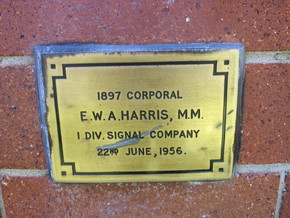 1897 CORPORAL
E.W.A.HARRIS, M.M.
1 DIV. SIGNAL COMPANY
22ND JUNE, 1956.